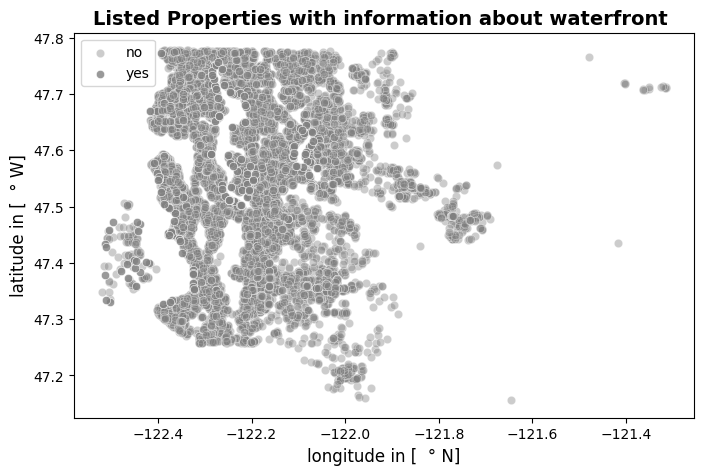 Listed Properties with information about waterfront
no
yes
47.8
47.7
47.6
47.5
47.4
47.3
47.2
latitude in [  ° W]
−122.4 −122.2 −122.0 −121.8 −121.6 −121.4
longitude in [  ° N]